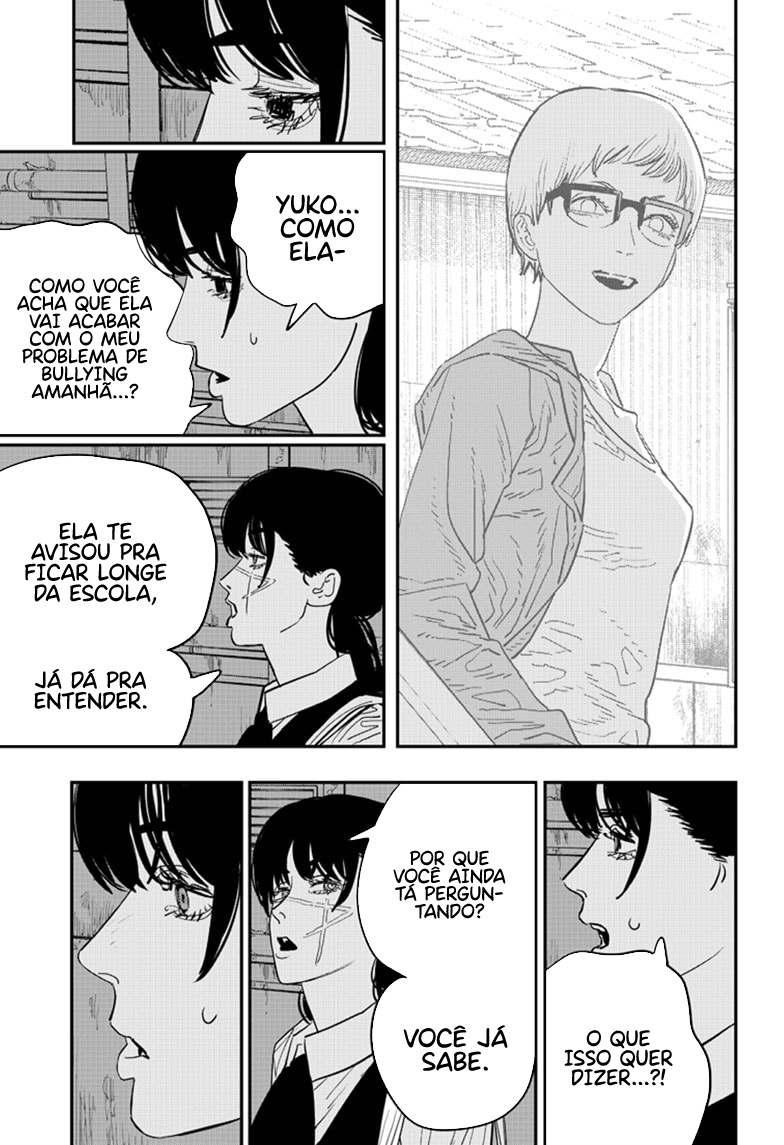 YUKO...
COMO
ELA-
COMO VOCÊ
ACHA QUE ELA
VAI ACABAR
COM O MEU
PROBLEMA DE
BULLYING
AMANHÃ...?
ELA TE
AVISOU PRA
FICAR LONGE
DA ESCOLA,
JÁ DÁ PRA
ENTENDER.
O QUE
ISSO QUER
DIZER...?!
POR QUE
VOCÊ AINDA
TÁ PERGUN-
TANDO?
VOCÊ JÁ
SABE.